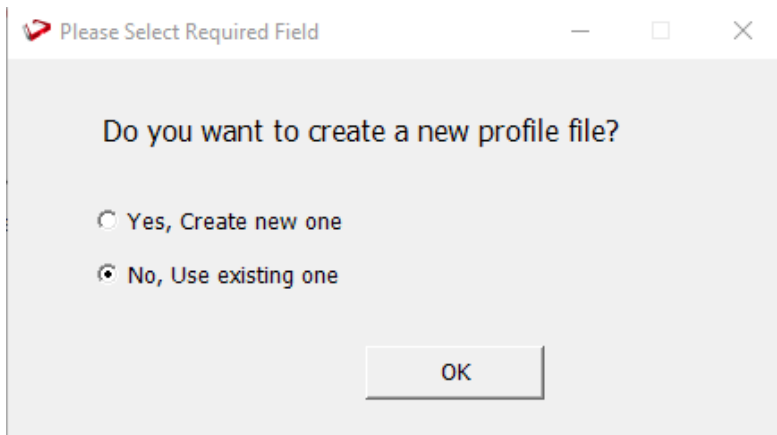 Please Select Required Field
Do you want to create a new profile file?
Yes, Create new one
No, Use existing one
OK